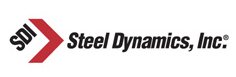 SDI
Steel Dynamics, Inc.®